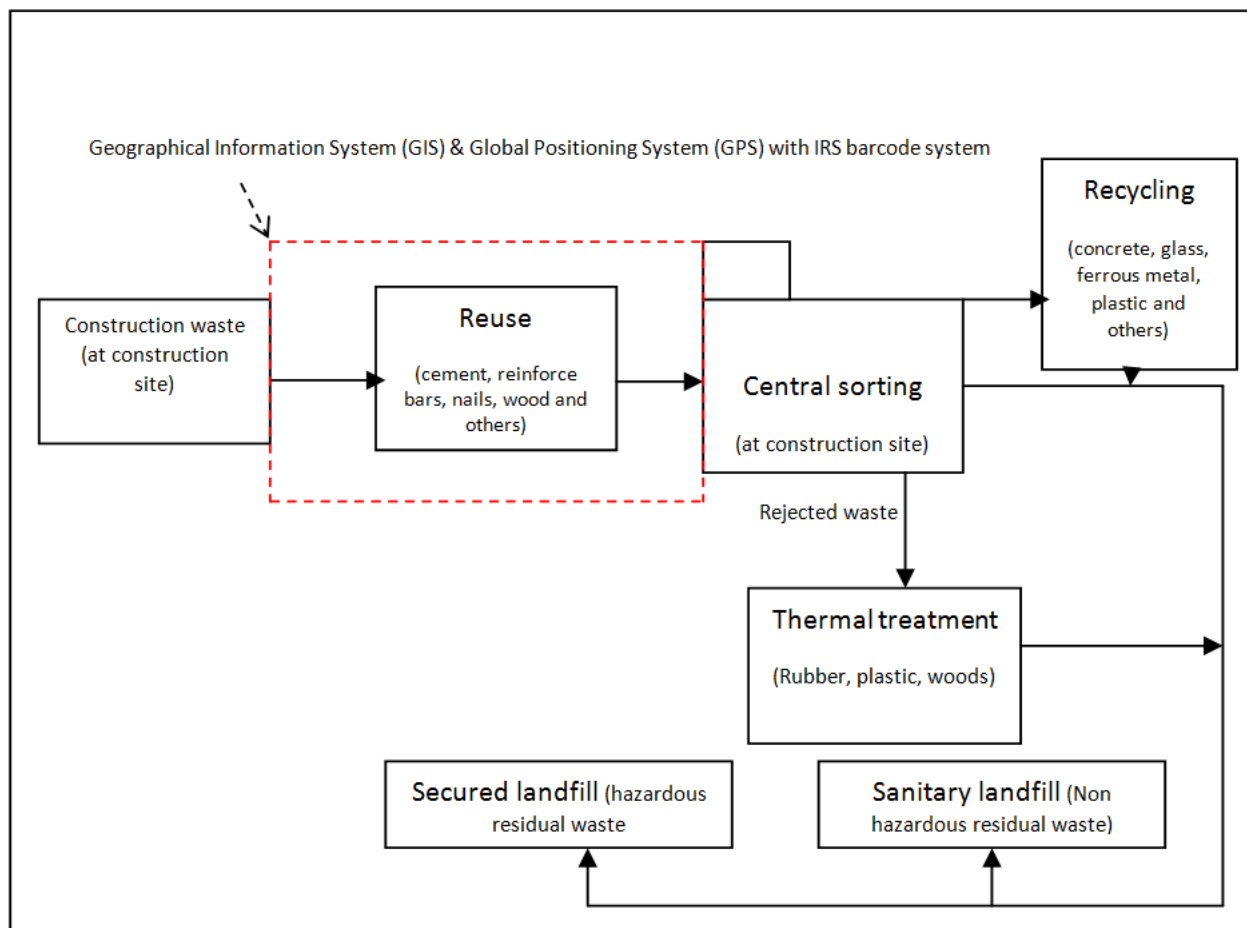 Geographical Information System (GIS) & Global Positioning System (GPS) with IRS barcode system
Recycling
(concrete, glass,
ferrous metal,
plastic and
others)
Construction waste
(at construction
site)
Reuse
(cement, reinforce
bars, nails, wood and
others)
Central sorting
(at construction site)
Rejected waste
Thermal treatment
(Rubber, plastic, woods)
Secured landfill (hazardous
residual waste
Sanitary landfill (Non
hazardous residual waste)